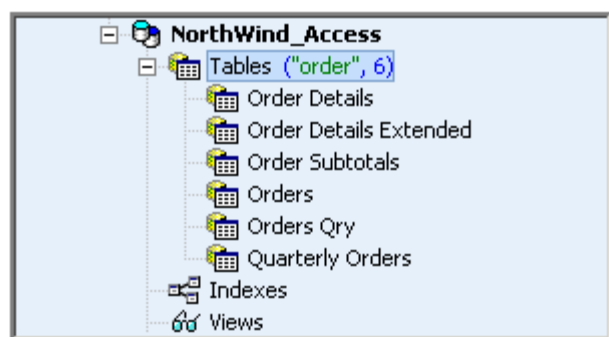 NorthWind_Access
Tables ("order", 6)
Order Details
Order Details Extended
Order Subtotals
Orders
Orders Qry
Quarterly Orders
Indexes
Views